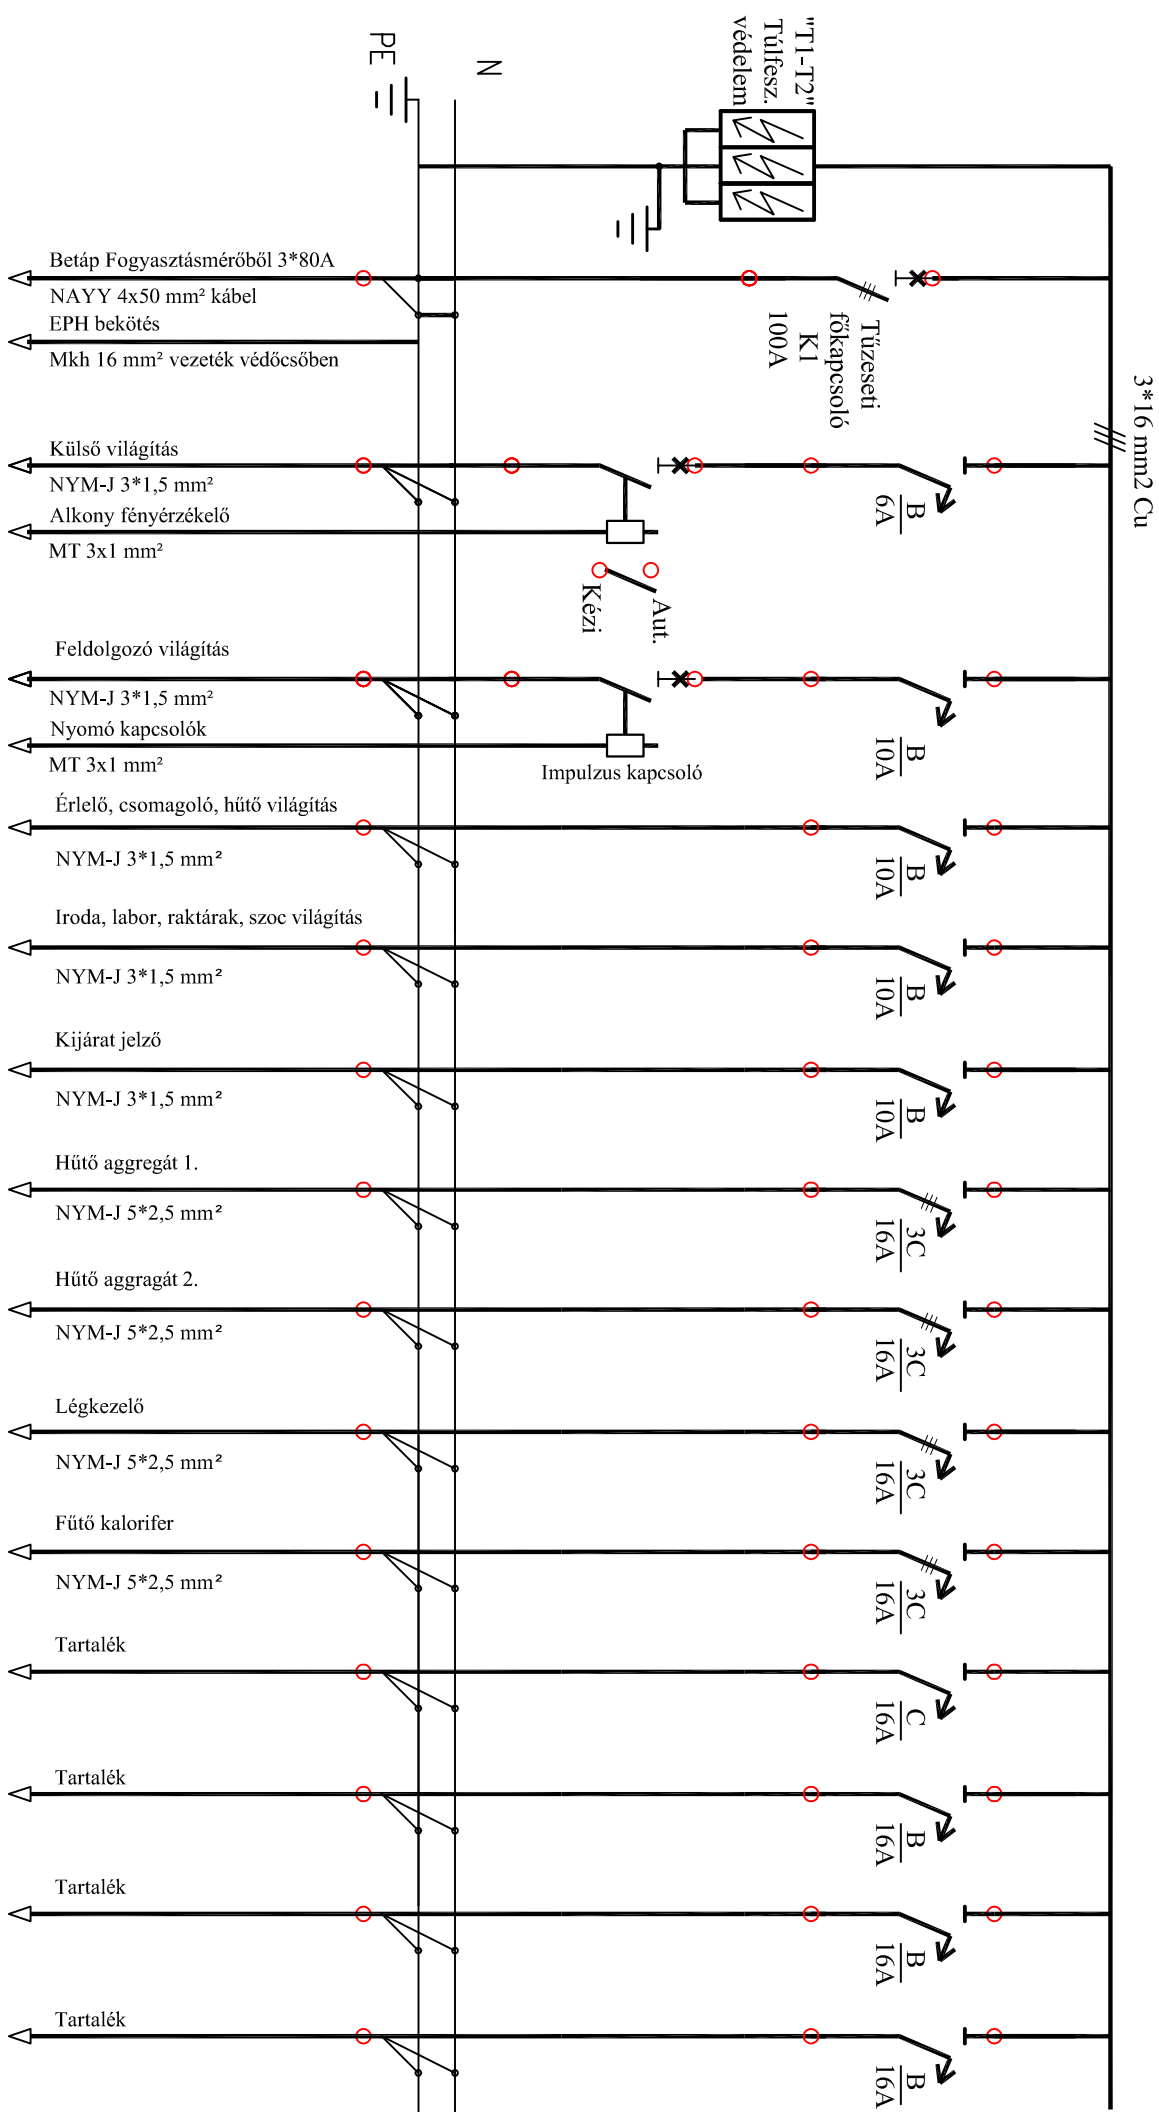 "T1-T2"
Túlfesz.
védelem
PE
N
3*16 mm2 Cu
Betáp Fogyasztásmérőből 3*80A
NAYY 4x50 mm² kábel
EPH bekötés
Mkh 16 mm² vezeték védőcsőben
Tűzeseti
főkapcsoló
K1
100A
Külső világítás
NYM-J 3*1,5 mm²
Alkony fényérzékelő
MT 3x1 mm²
B
6A
Aut.
Kézi
Feldolgozó világítás
NYM-J 3*1,5 mm²
Nyomó kapcsolók
MT 3x1 mm²
Impulzus kapcsoló
B
10A
Érlelő, csomagoló, hűtő világítás
NYM-J 3*1,5 mm²
B
10A
Iroda, labor, raktárak, szoc világítás
NYM-J 3*1,5 mm²
B
10A
Kijárat jelző
NYM-J 3*1,5 mm²
B
10A
Hűtő aggregát 1.
NYM-J 5*2,5 mm²
3C
16A
Hűtő aggragát 2.
NYM-J 5*2,5 mm²
3C
16A
Légkezelő
NYM-J 5*2,5 mm²
3C
16A
Fűtő kalorifer
NYM-J 5*2,5 mm²
3C
16A
Tartalék
C
16A
Tartalék
B
16A
Tartalék
B
16A
Tartalék
B
16A